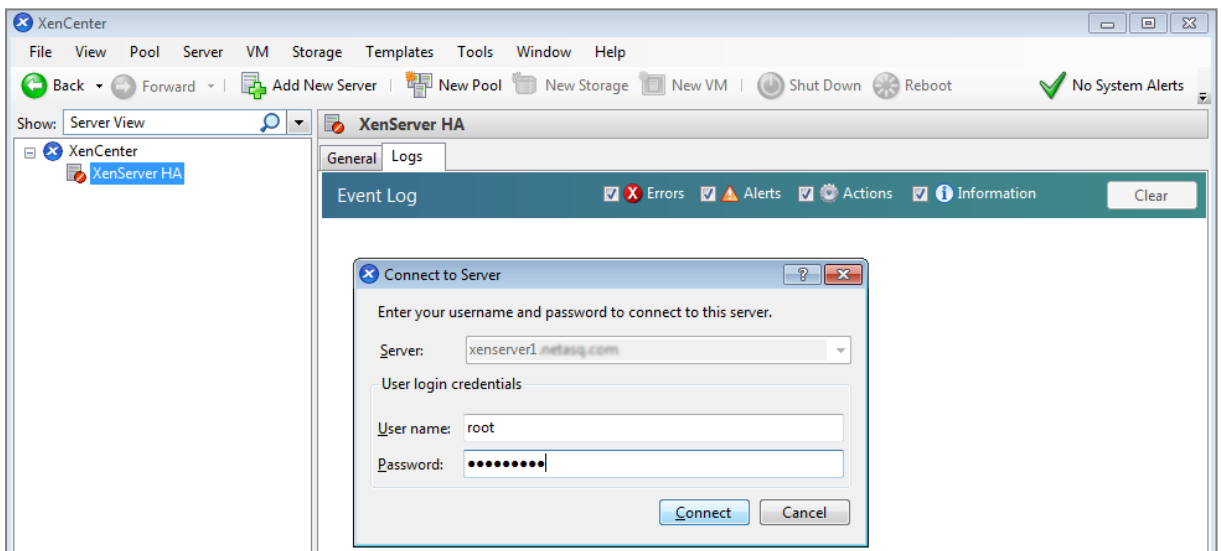 XenCenter
File View Pool Server VM Storage Templates Tools Window Help
Back Forward Add New Server New Pool New Storage New VM Shut Down Reboot No System Alerts
Show: Server View XenServer HA
XenCenter
XenServer HA
General Logs
Event Log Errors Alerts Actions Information Clear
Connect to Server
Enter your username and password to connect to this server.
Server: xenserver1.netasq.com
User login credentials
User name: root
Password: •••••••••
Connect Cancel